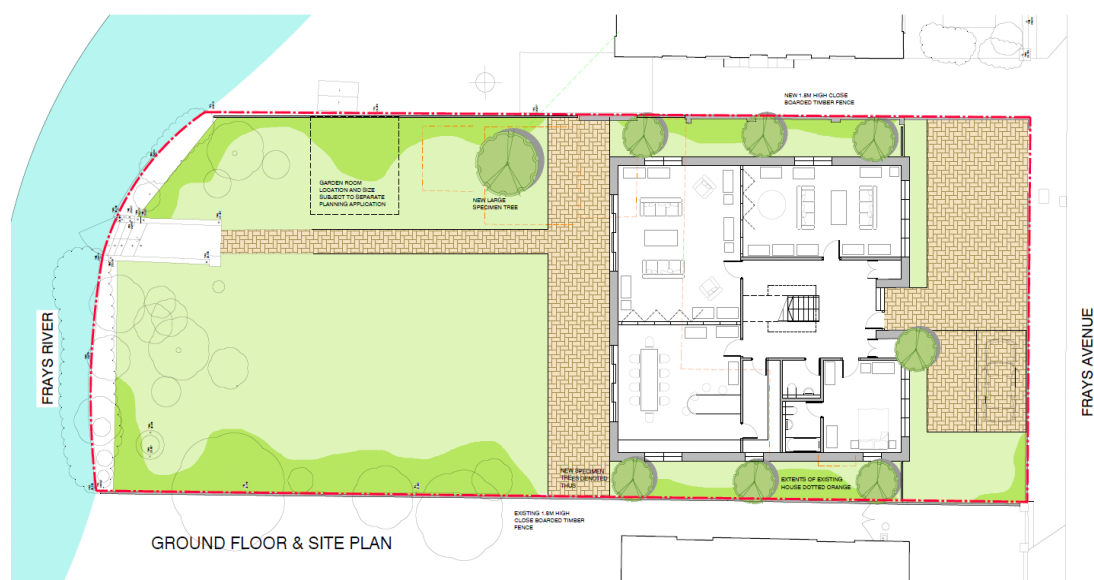 NEW 1.8M HIGH CLOSE
BOARDED TIMBER FENCE
GARDEN ROOM
LOCATION AND SIZE
SUBJECT TO SEPARATE
PLANNING APPLICATION
NEW LARGE
SPECIMEN TREE
FRAYS RIVER
FRAYS AVENUE
NEW SPECIMEN
TREES DENOTED
THUS
EXTENTS OF EXISTING
HOUSE DOTTED ORANGE
EXISTING 1.8M HIGH
CLOSE BOARDED TIMBER
FENCE
GROUND FLOOR & SITE PLAN